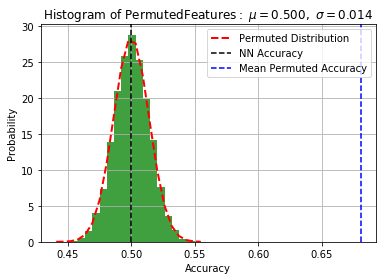 Histogram of PermutedFeatures : μ=0.500, σ=0.014
Permuted Distribution
NN Accuracy
Mean Permuted Accuracy
Probability
30
25
20
15
10
5
0
0.45 0.50 0.55 0.60 0.65
Accuracy